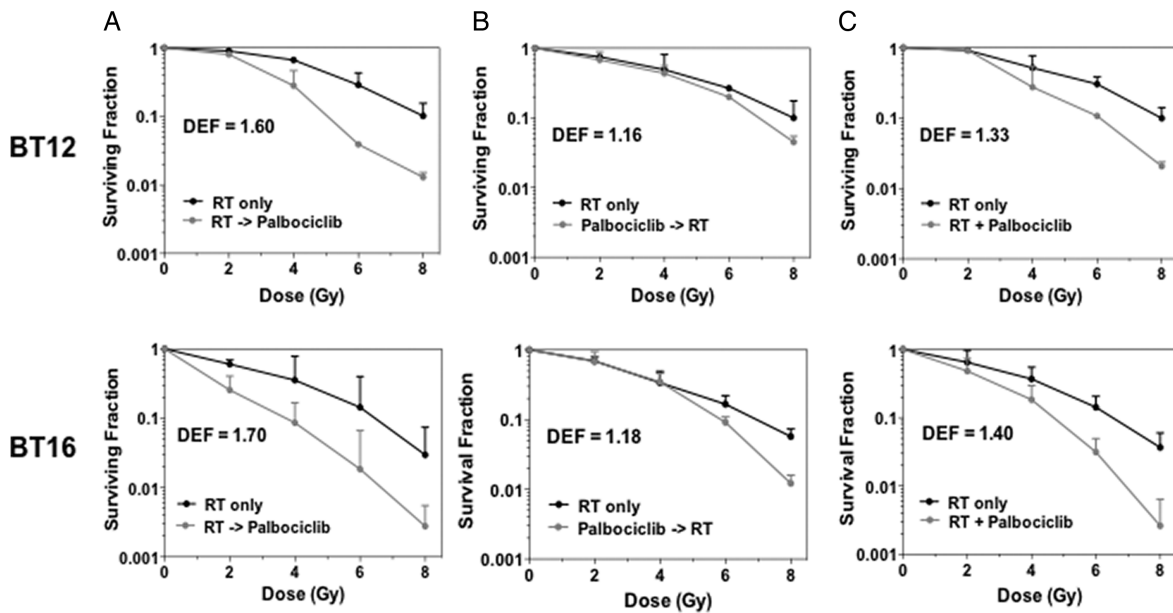 A
B
C
BT12
Surviving Fraction
1
0.1
0.01
0.001
DEF = 1.60
RT only
RT -> Palbociclib
0 2 4 6 8
Dose (Gy)
Surviving Fraction
1
0.1
0.01
0.001
DEF = 1.16
RT only
Palbociclib -> RT
0 2 4 6 8
Dose (Gy)
Surviving Fraction
1
0.1
0.01
0.001
DEF = 1.33
RT only
RT + Palbociclib
0 2 4 6 8
Dose (Gy)
BT16
Surviving Fraction
1
0.1
0.01
0.001
DEF = 1.70
RT only
RT -> Palbociclib
0 2 4 6 8
Dose (Gy)
Survival Fraction
1
0.1
0.01
0.001
DEF = 1.18
RT only
Palbociclib -> RT
0 2 4 6 8
Dose (Gy)
Survival Fraction
1
0.1
0.01
0.001
DEF = 1.40
RT only
RT + Palbociclib
0 2 4 6 8
Dose (Gy)